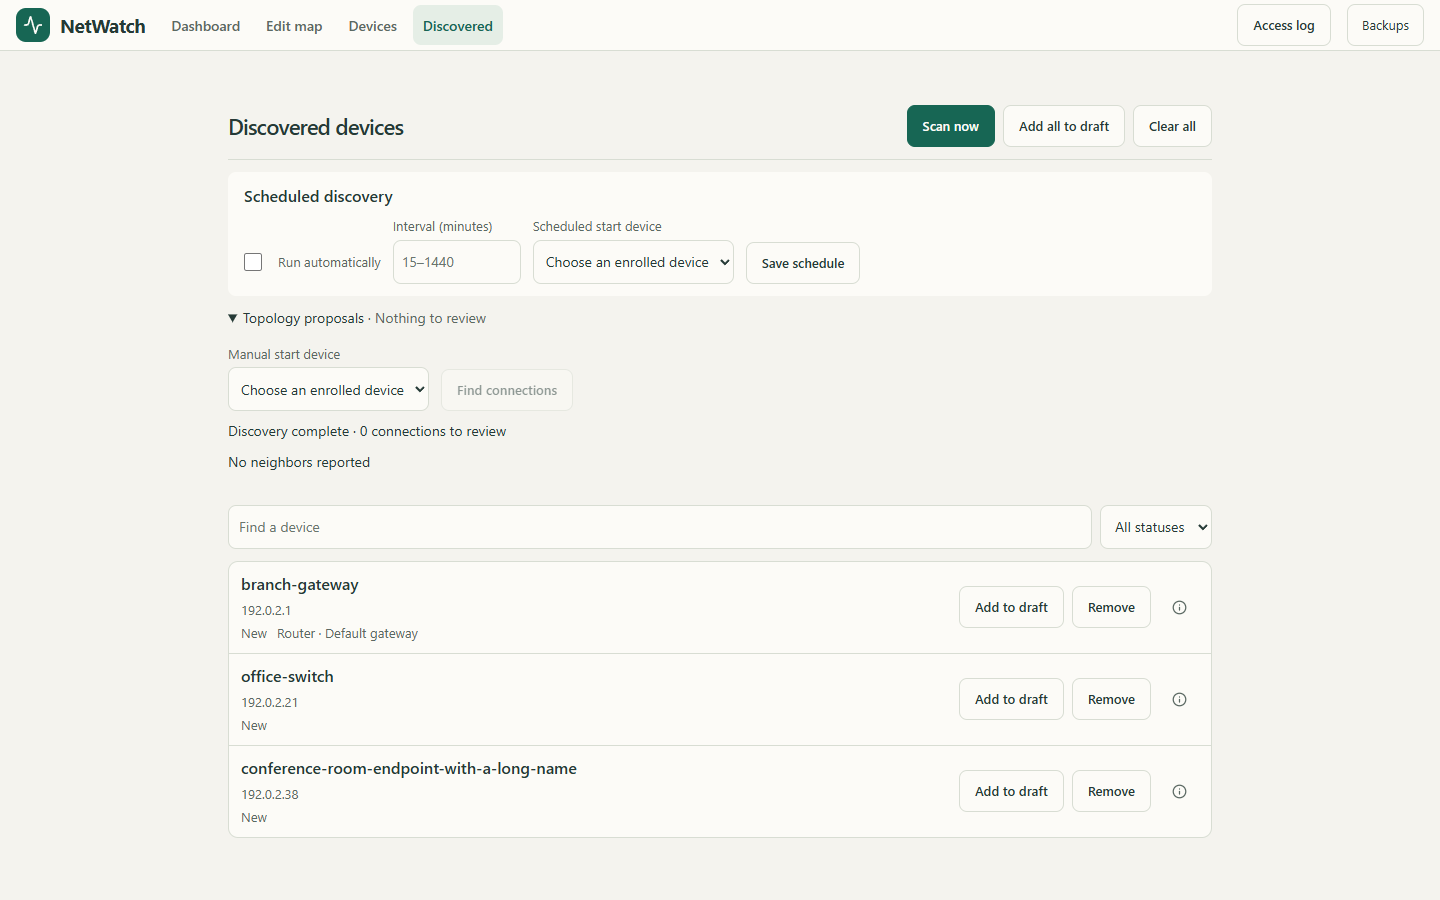 NetWatch Dashboard Edit map Devices Discovered Access log Backups
Discovered devices Scan now Add all to draft Clear all
Scheduled discovery
Interval (minutes) Scheduled start device
Run automatically 15–1440 Choose an enrolled device Save schedule
Topology proposals · Nothing to review
Manual start device
Choose an enrolled device Find connections
Discovery complete · 0 connections to review
No neighbors reported
Find a device All statuses
branch-gateway
192.0.2.1
New Router · Default gateway
Add to draft Remove
office-switch
192.0.2.21
New
Add to draft Remove
conference-room-endpoint-with-a-long-name
192.0.2.38
New
Add to draft Remove